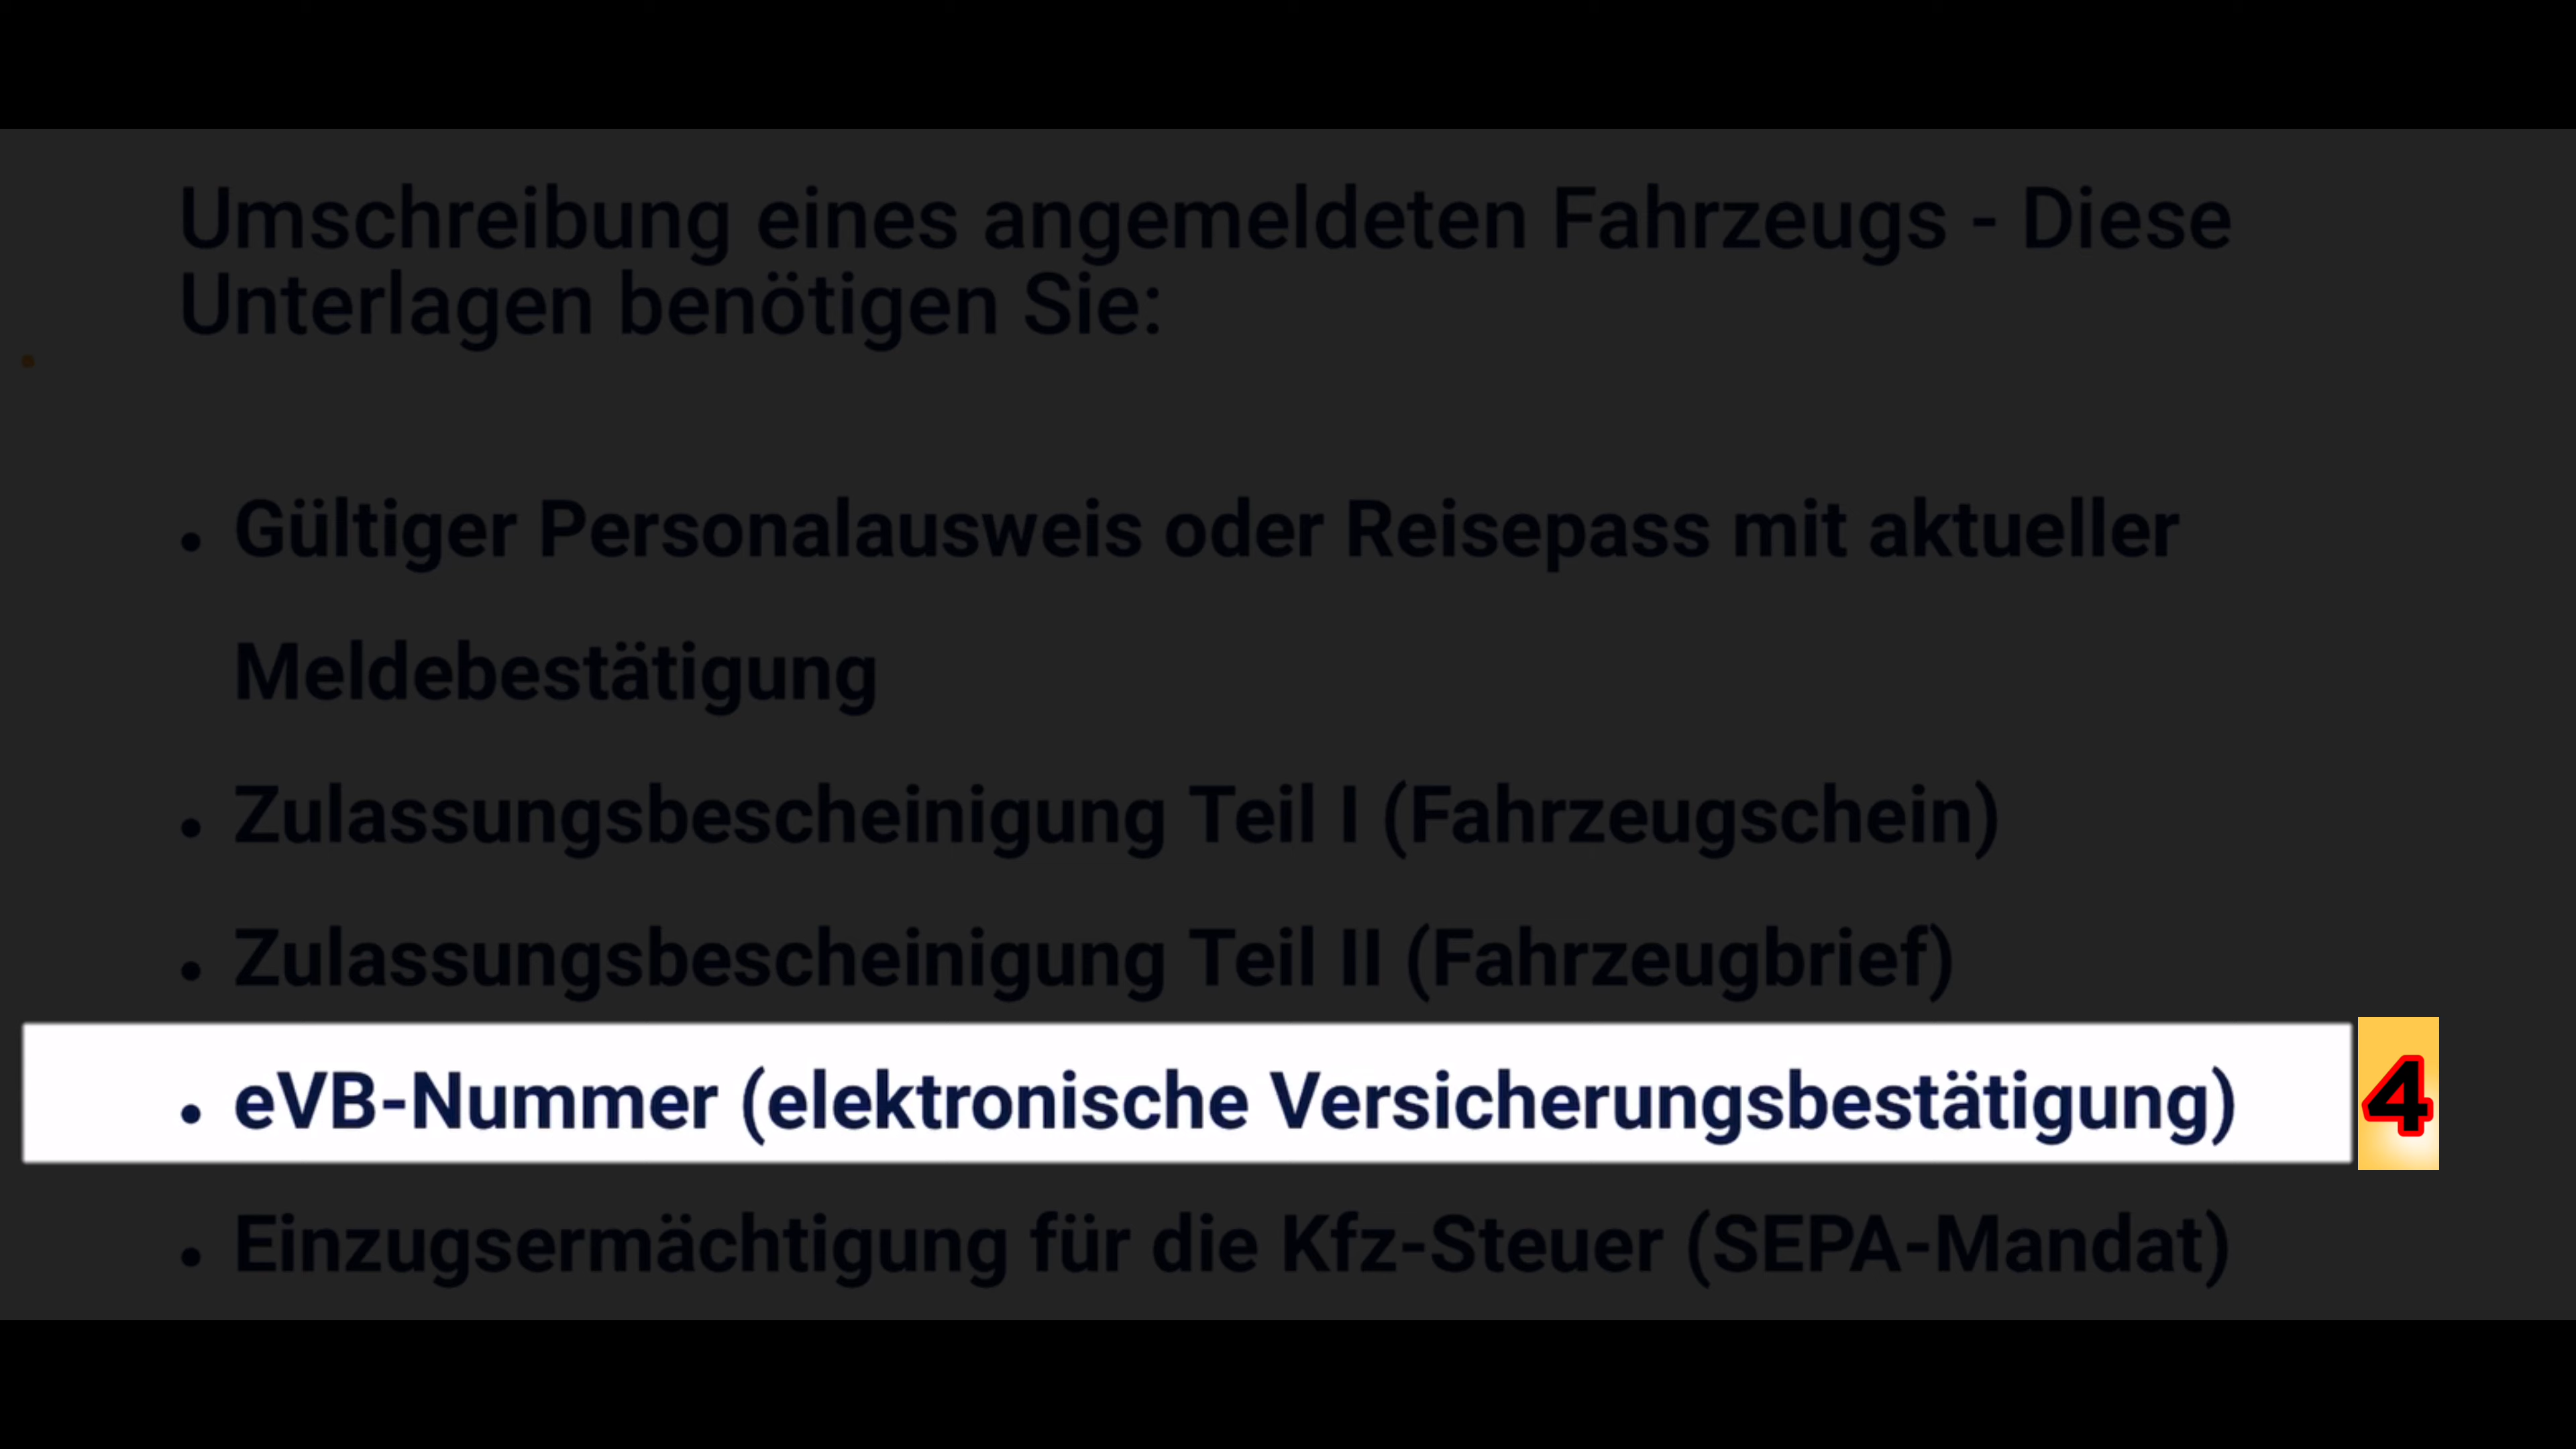 Umschreibung eines angemeldeten Fahrzeugs - Diese
Unterlagen benötigen Sie:
• Gültiger Personalausweis oder Reisepass mit aktueller
Meldebestätigung
• Zulassungsbescheinigung Teil I (Fahrzeugschein)
• Zulassungsbescheinigung Teil II (Fahrzeugbrief)
• eVB-Nummer (elektronische Versicherungsbestätigung) 4
• Einzugsermächtigung für die Kfz-Steuer (SEPA-Mandat)